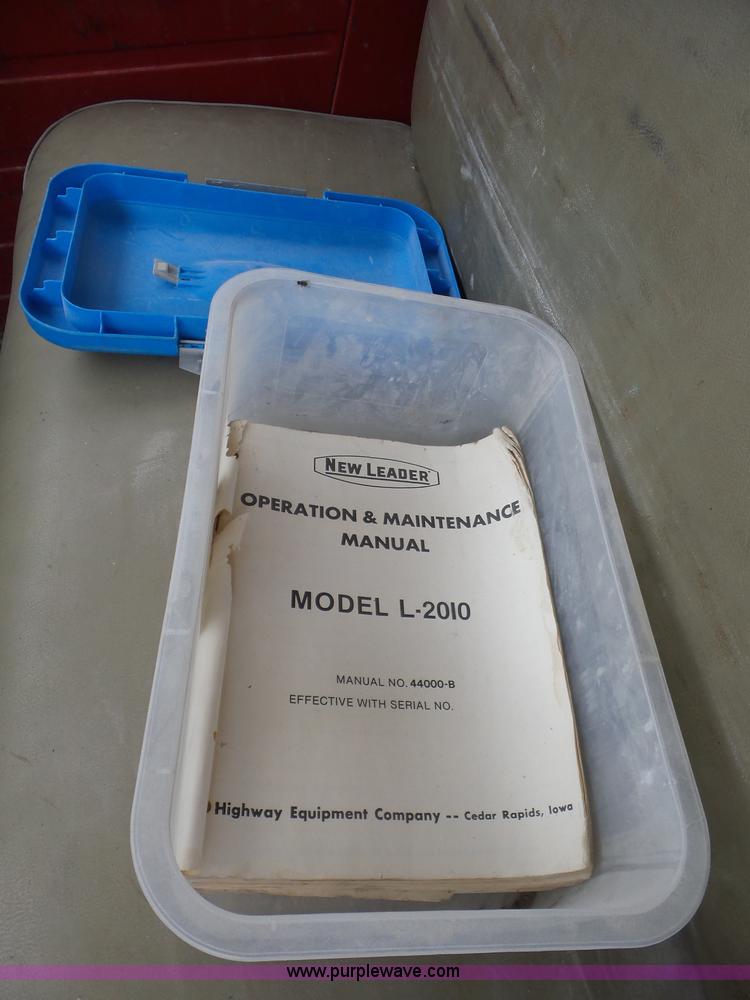 NEW LEADER
OPERATION & MAINTENANCE
MANUAL
MODEL L-2010
MANUAL NO. 44000-B
EFFECTIVE WITH SERIAL NO.
Highway Equipment Company -- Cedar Rapids, Iowa
www.purplewave.com